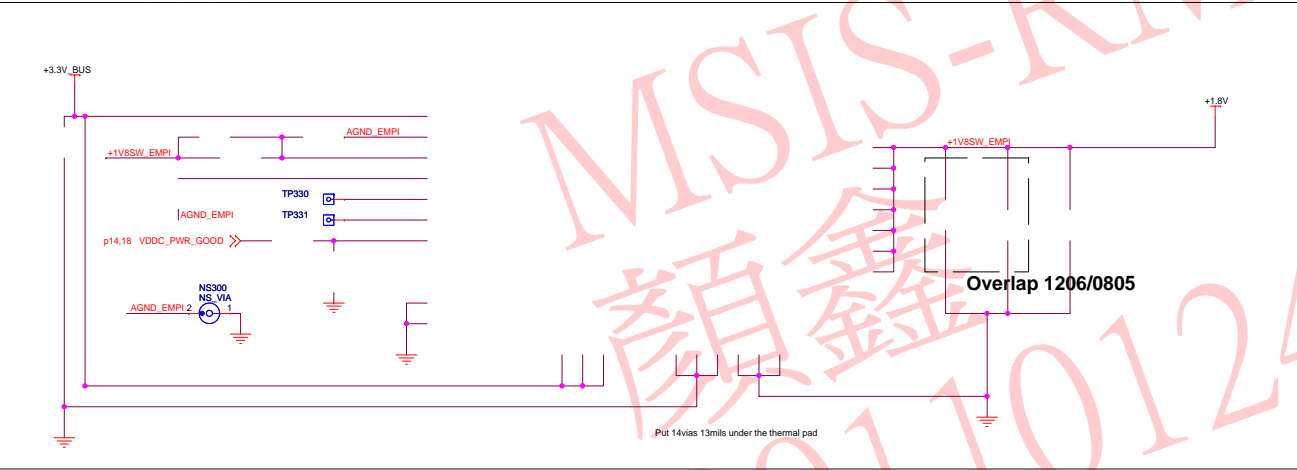 +3.3V_BUS
+1.8V
AGND_EMPI
+1V8SW_EMPI
+1V8SW_EMPI
TP330
AGND_EMPI
TP331
p14,18 VDDC_PWR_GOOD
Overlap 1206/0805
NS300
NS_VIA
AGND_EMPI 2 1
Put 14vias 13mils under the thermal pad
MSIS-RM
顏鑫